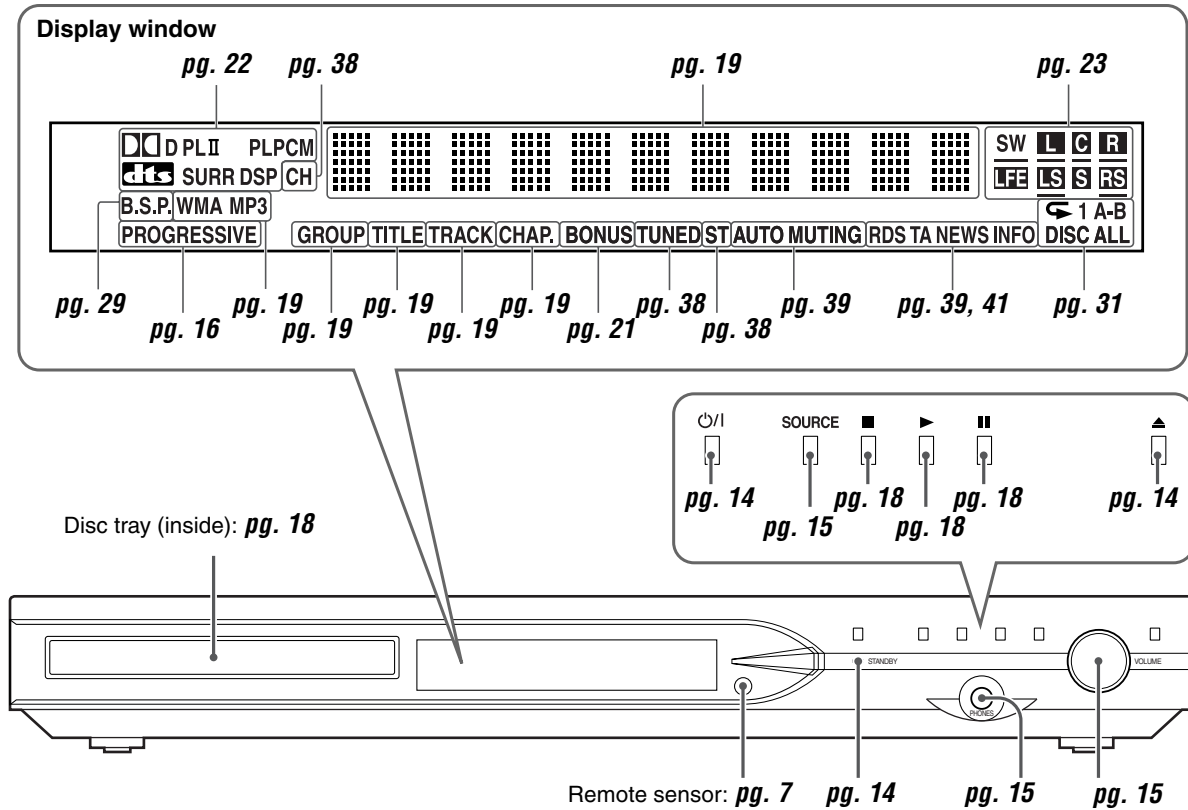 Display window
pg. 22 pg. 38 pg. 19 pg. 23
D PL II PLPCM SW L C R
dts SURR DSP CH LFE LS S RS
B.S.P. WMA MP3 1 A-B
PROGRESSIVE GROUP TITLE TRACK CHAP. BONUS TUNED ST AUTO MUTING RDS TA NEWS INFO DISC ALL
pg. 29 pg. 19 pg. 19 pg. 19 pg. 38 pg. 39 pg. 39, 41 pg. 31
pg. 16 pg. 19 pg. 19 pg. 21 pg. 38
⏻/I SOURCE ■ ► ▮▮ ▲
pg. 14 pg. 18 pg. 18 pg. 14
pg. 15 pg. 18
Disc tray (inside): pg. 18
STANDBY VOLUME
PHONES
Remote sensor: pg. 7 pg. 14 pg. 15 pg. 15